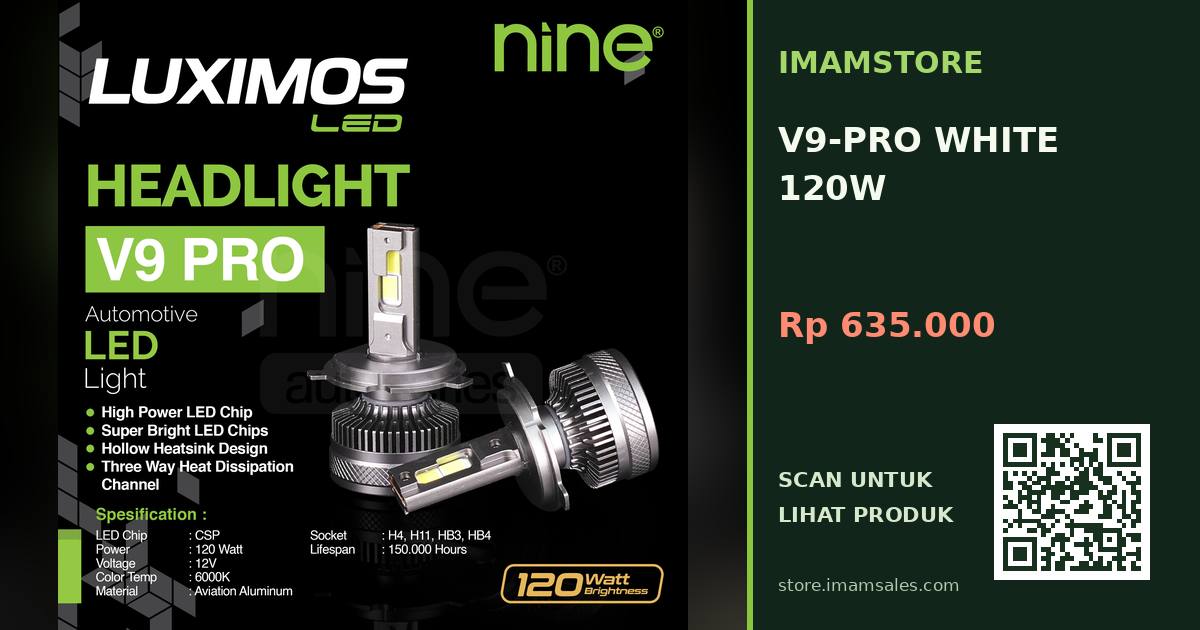 nine®
LUXIMOS
LED
HEADLIGHT
V9 PRO
Automotive
LED
Light
High Power LED Chip
Super Bright LED Chips
Hollow Heatsink Design
Three Way Heat Dissipation
Channel
Spesification :
LED Chip : CSP
Power : 120 Watt
Voltage : 12V
Color Temp : 6000K
Material : Aviation Aluminum
Socket : H4, H11, HB3, HB4
Lifespan : 150.000 Hours
120 Watt
Brightness
nine®
IMAMSTORE
V9-PRO WHITE
120W
Rp 635.000
SCAN UNTUK
LIHAT PRODUK
store.imamsales.com